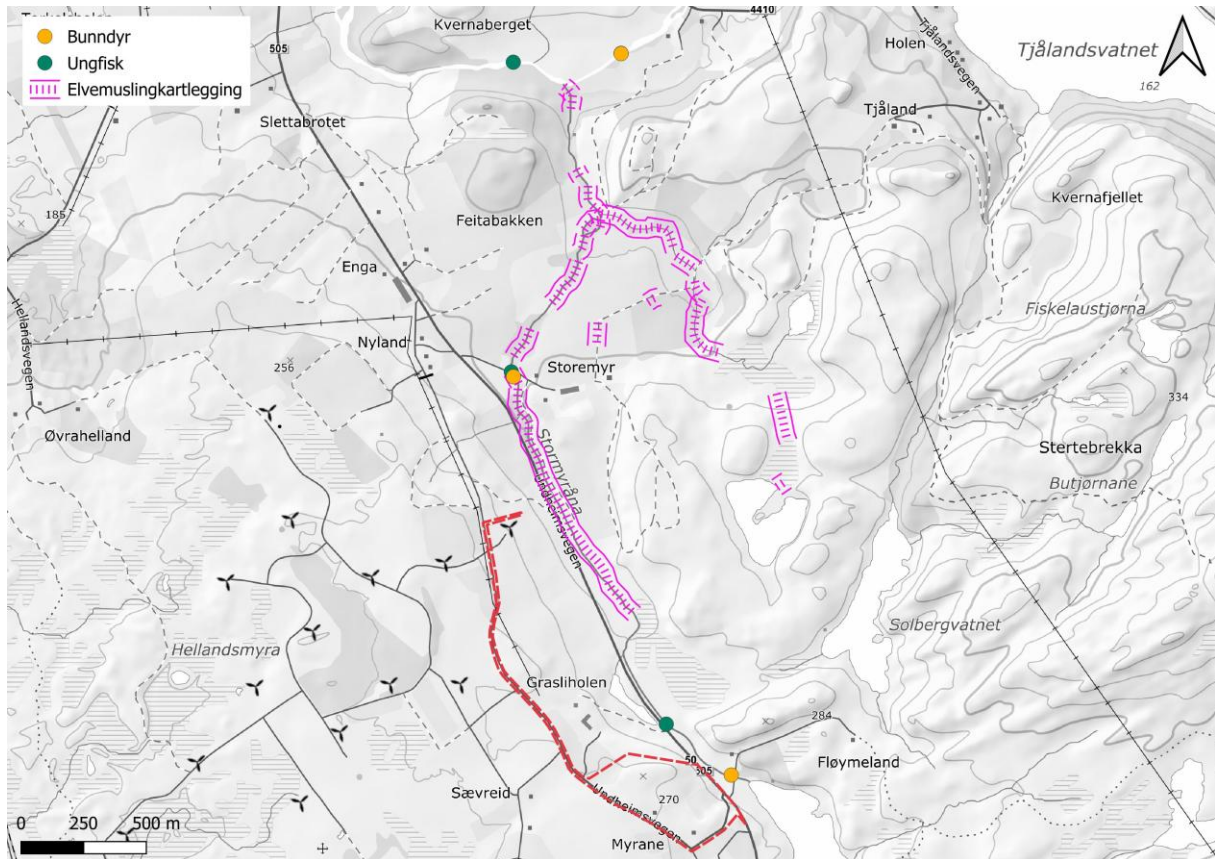 Bunndyr
Ungfisk
Elvemuslingkartlegging
505
Kvernaberget
4410
Holen
Tjålandsvegen
Tjålandsvatnet
162
Tjåland
Slettabrotet
Kvernafjellet
185
Feitabakken
Enga
Hellandsvegen
Nyland
256
Storemyr
Fiskelaustjørna
334
Øvrahelland
Stormyråna
Undheimsvegen
Stertebrekka
Butjørnane
Hellandsmyra
Solbergvatnet
Grasliholen
284
50
505
Fløymeland
Sævreid
270
Undheimsvegen
Myrane
0 250 500 m